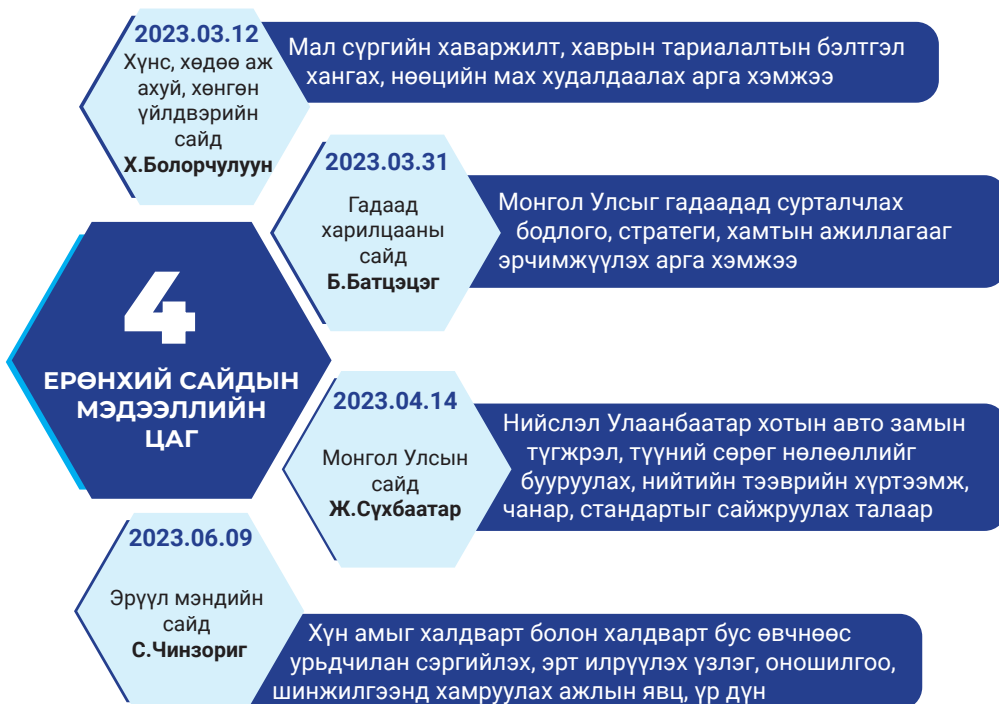 2023.03.12
Хүнс, хөдөө аж
ахуй, хөнгөн
үйлдвэрийн
сайд
Х.Болорчулуун
Мал сүргийн хаваржилт, хаврын тариалалтын бэлтгэл
хангах, нөөцийн мах худалдаалах арга хэмжээ
2023.03.31
Гадаад
харилцааны
сайд
Б.Батцэцэг
Монгол Улсыг гадаадад сурталчлах
бодлого, стратеги, хамтын ажиллагааг
эрчимжүүлэх арга хэмжээ
4
ЕРӨНХИЙ САЙДЫН
МЭДЭЭЛЛИЙН
ЦАГ
2023.04.14
Монгол Улсын
сайд
Ж.Сүхбаатар
Нийслэл Улаанбаатар хотын авто замын
түгжрэл, түүний сөрөг нөлөөллийг
бууруулах, нийтийн тээврийн хүртээмж,
чанар, стандартыг сайжруулах талаар
2023.06.09
Эрүүл мэндийн
сайд
С.Чинзориг
Хүн амыг халдварт болон халдварт бус өвчнөөс
урьдчилан сэргийлэх, эрт илрүүлэх үзлэг, оношилгоо,
шинжилгээнд хамруулах ажлын явц, үр дүн